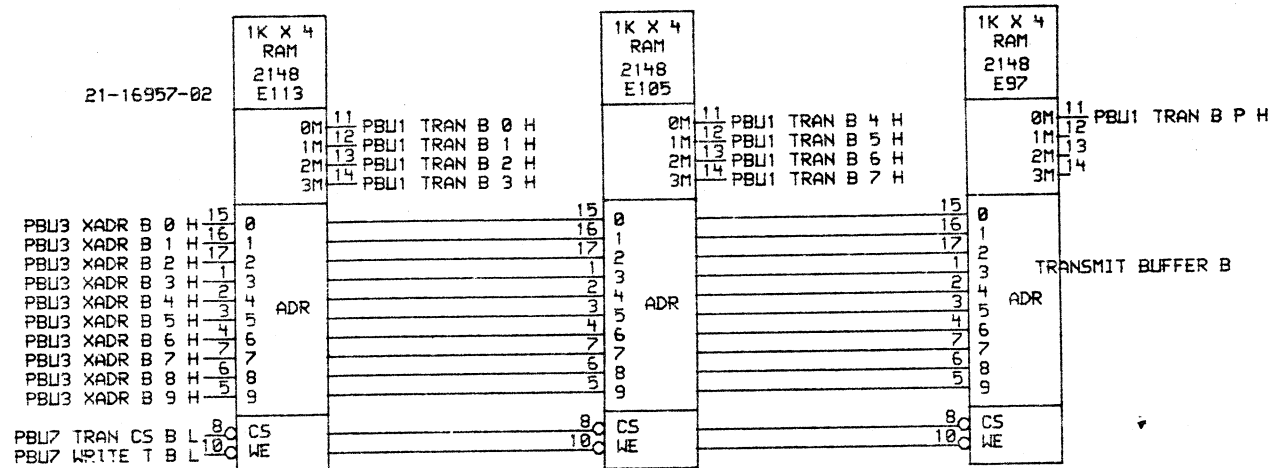 1K X 4
RAM
2148
E113
1K X 4
RAM
2148
E105
1K X 4
RAM
2148
E97
21-16957-02
0M 11 PBU1 TRAN B 0 H
1M 12 PBU1 TRAN B 1 H
2M 13 PBU1 TRAN B 2 H
3M 14 PBU1 TRAN B 3 H
0M 11 PBU1 TRAN B 4 H
1M 12 PBU1 TRAN B 5 H
2M 13 PBU1 TRAN B 6 H
3M 14 PBU1 TRAN B 7 H
0M 11 PBU1 TRAN B P H
1M 12
2M 13
3M 14
PBU3 XADR B 0 H 15 0
PBU3 XADR B 1 H 16 1
PBU3 XADR B 2 H 17 2
PBU3 XADR B 3 H 1 3
PBU3 XADR B 4 H 2 4
PBU3 XADR B 5 H 3 5
PBU3 XADR B 6 H 4 6
PBU3 XADR B 7 H 7 7
PBU3 XADR B 8 H 6 8
PBU3 XADR B 9 H 5 9
ADR
15 0
16 1
17 2
1 3
2 4
3 5
4 6
7 7
6 8
5 9
ADR
15 0
16 1
17 2
1 3
2 4
3 5
4 6
7 7
6 8
5 9
ADR
TRANSMIT BUFFER B
PBU7 TRAN CS B L 8 CS
PBU7 WRITE T B L 10 WE
8 CS
10 WE
8 CS
10 WE